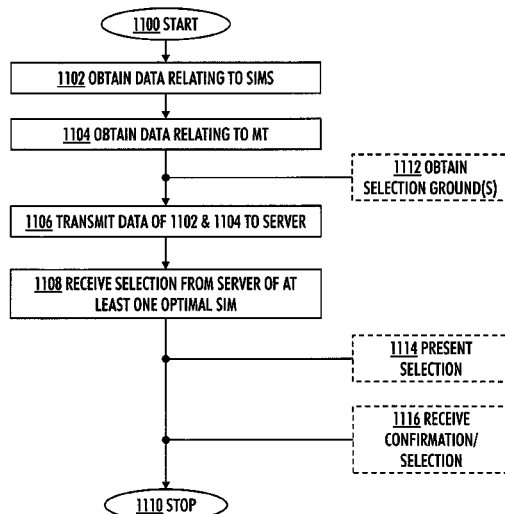 1100 START
1102 OBTAIN DATA RELATING TO SIMS
1104 OBTAIN DATA RELATING TO MT
1112 OBTAIN
SELECTION GROUND(S)
1106 TRANSMIT DATA OF 1102 & 1104 TO SERVER
1108 RECEIVE SELECTION FROM SERVER OF AT
LEAST ONE OPTIMAL SIM
1114 PRESENT
SELECTION
1116 RECEIVE
CONFIRMATION/
SELECTION
1110 STOP